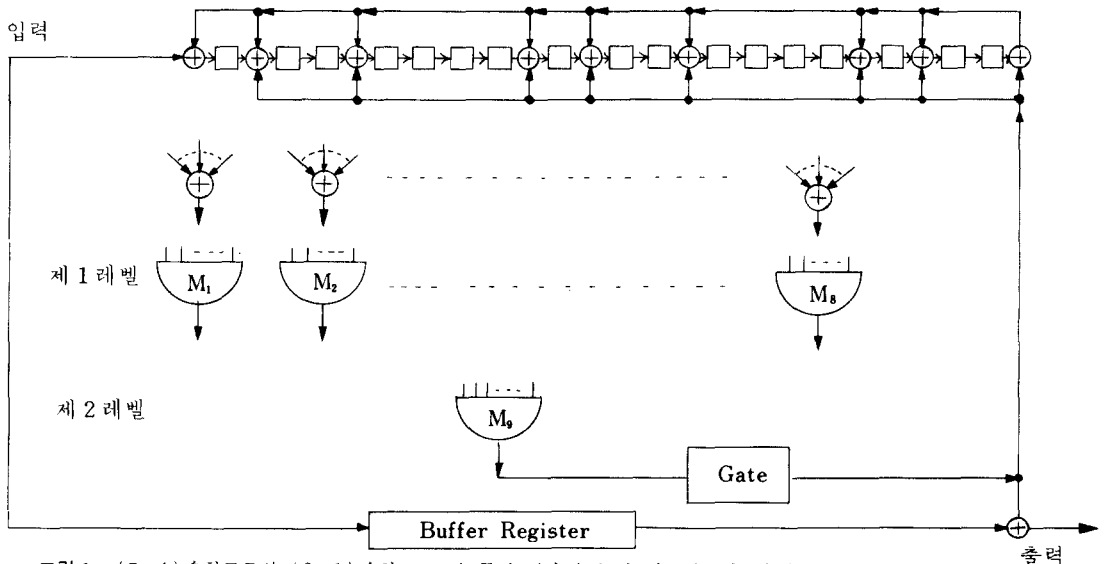 입력
제 1 레벨
M₁
M₂
M₈
제 2 레벨
M₉
Gate
Buffer Register
출력